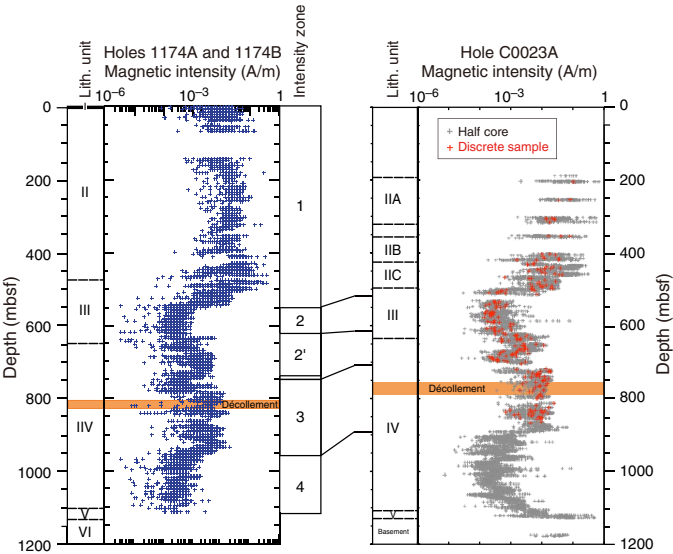 Holes 1174A and 1174B
Magnetic intensity (A/m)
Lith. unit
10⁻⁶
10⁻³
1
Intensity zone
Depth (mbsf)
0
200
400
600
800
1000
1200
II
III
IIV
V
VI
Décollement
1
2
2'
3
4
Hole C0023A
Magnetic intensity (A/m)
Lith. unit
10⁻⁶
10⁻³
1
+ Half core
+ Discrete sample
IIA
IIB
IIC
III
IV
V
Basement
Décollement
0
200
400
600
800
1000
1200
Depth (mbsf)